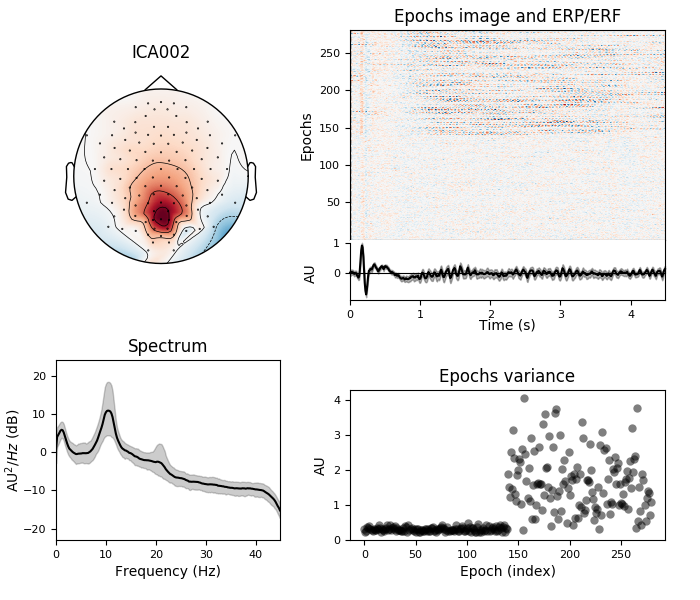 ICA002
Epochs image and ERP/ERF
Epochs
250
200
150
100
50
AU
1
0
0 1 2 3 4
Time (s)
Spectrum
AU²/Hz (dB)
20
10
0
−10
−20
0 10 20 30 40
Frequency (Hz)
Epochs variance
AU
4
3
2
1
0
0 50 100 150 200 250
Epoch (index)